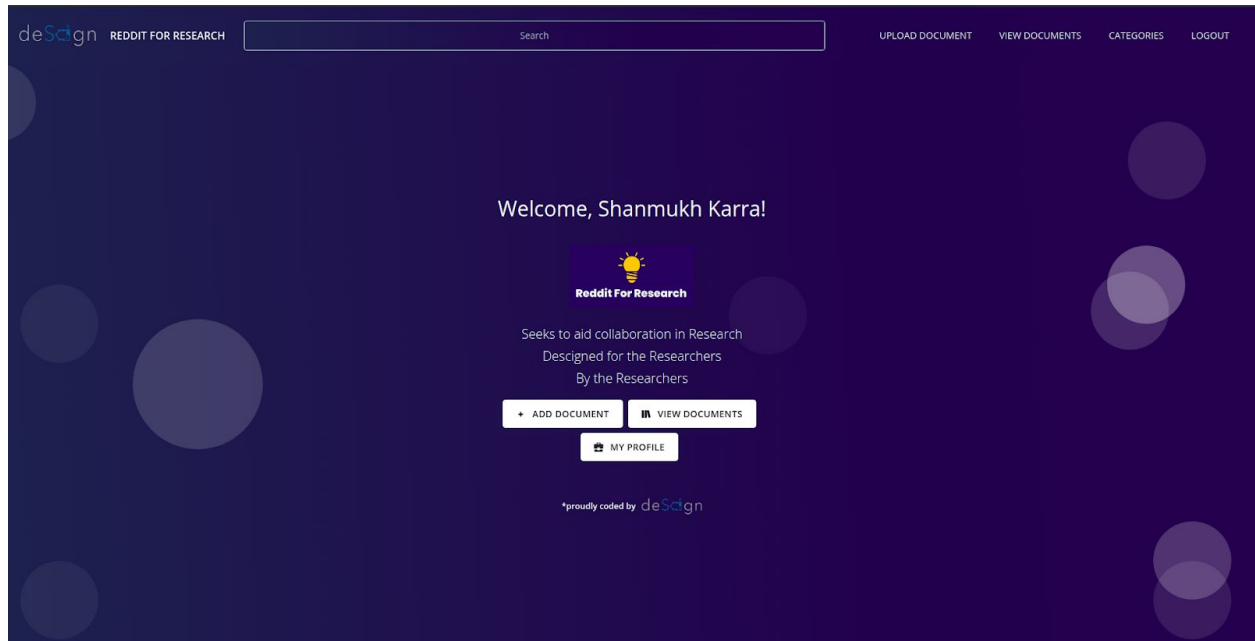 deScign REDDIT FOR RESEARCH Search UPLOAD DOCUMENT VIEW DOCUMENTS CATEGORIES LOGOUT
Welcome, Shanmukh Karra!
Reddit For Research
Seeks to aid collaboration in Research
Descigned for the Researchers
By the Researchers
+ ADD DOCUMENT VIEW DOCUMENTS
MY PROFILE
*proudly coded by deScign